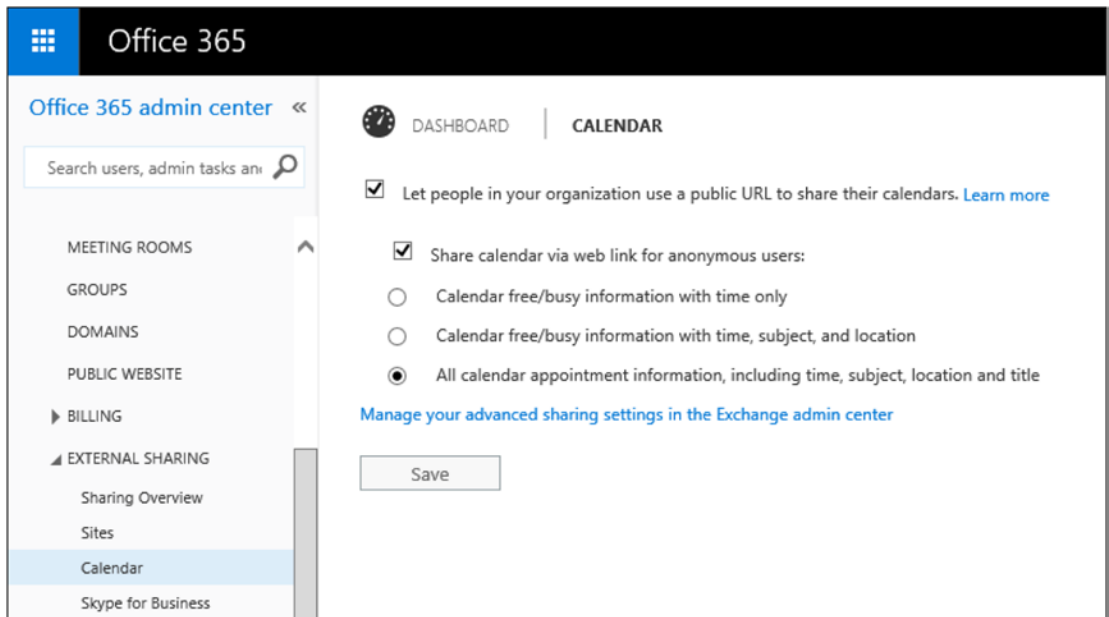 Office 365
Office 365 admin center «
Search users, admin tasks an
MEETING ROOMS
GROUPS
DOMAINS
PUBLIC WEBSITE
BILLING
EXTERNAL SHARING
Sharing Overview
Sites
Calendar
Skype for Business
DASHBOARD | CALENDAR
Let people in your organization use a public URL to share their calendars. Learn more
Share calendar via web link for anonymous users:
Calendar free/busy information with time only
Calendar free/busy information with time, subject, and location
All calendar appointment information, including time, subject, location and title
Manage your advanced sharing settings in the Exchange admin center
Save